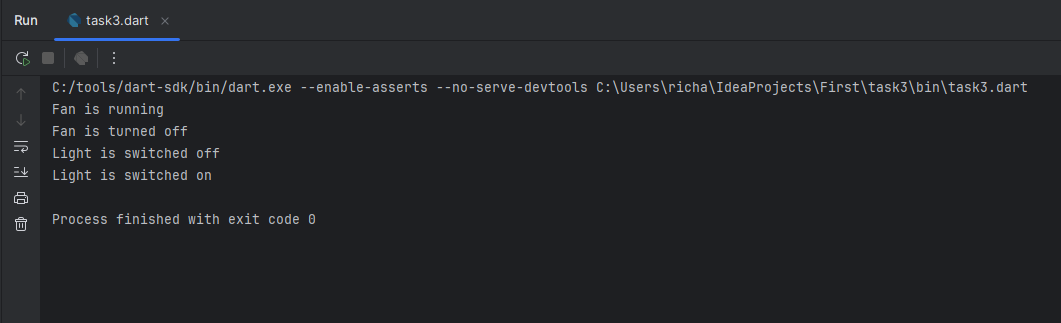 Run task3.dart
C:/tools/dart-sdk/bin/dart.exe --enable-asserts --no-serve-devtools C:\Users\richa\IdeaProjects\First\task3\bin\task3.dart
Fan is running
Fan is turned off
Light is switched off
Light is switched on
Process finished with exit code 0